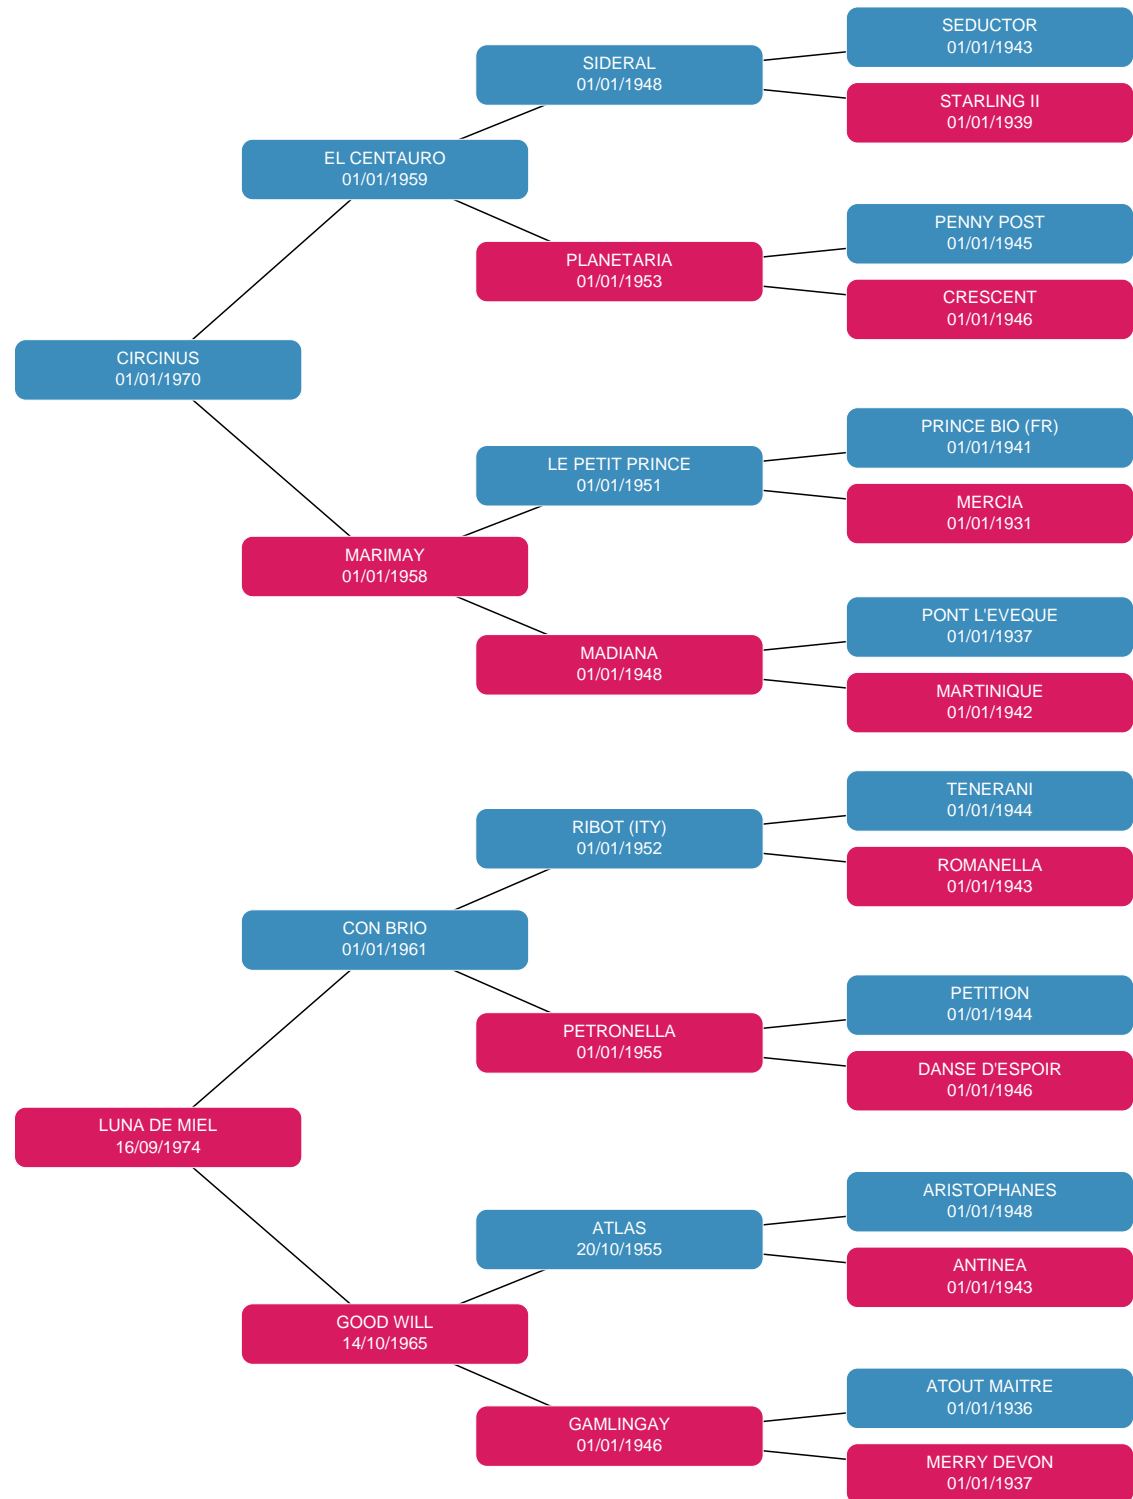 SEDUCTOR
01/01/1943
SIDERAL
01/01/1948
STARLING II
01/01/1939
EL CENTAURO
01/01/1959
PENNY POST
01/01/1945
PLANETARIA
01/01/1953
CRESCENT
01/01/1946
CIRCINUS
01/01/1970
PRINCE BIO (FR)
01/01/1941
LE PETIT PRINCE
01/01/1951
MERCIA
01/01/1931
MARIMAY
01/01/1958
PONT L'EVEQUE
01/01/1937
MADIANA
01/01/1948
MARTINIQUE
01/01/1942
TENERANI
01/01/1944
RIBOT (ITY)
01/01/1952
ROMANELLA
01/01/1943
CON BRIO
01/01/1961
PETITION
01/01/1944
PETRONELLA
01/01/1955
DANSE D'ESPOIR
01/01/1946
LUNA DE MIEL
16/09/1974
ARISTOPHANES
01/01/1948
ATLAS
20/10/1955
ANTINEA
01/01/1943
GOOD WILL
14/10/1965
ATOUT MAITRE
01/01/1936
GAMLINGAY
01/01/1946
MERRY DEVON
01/01/1937